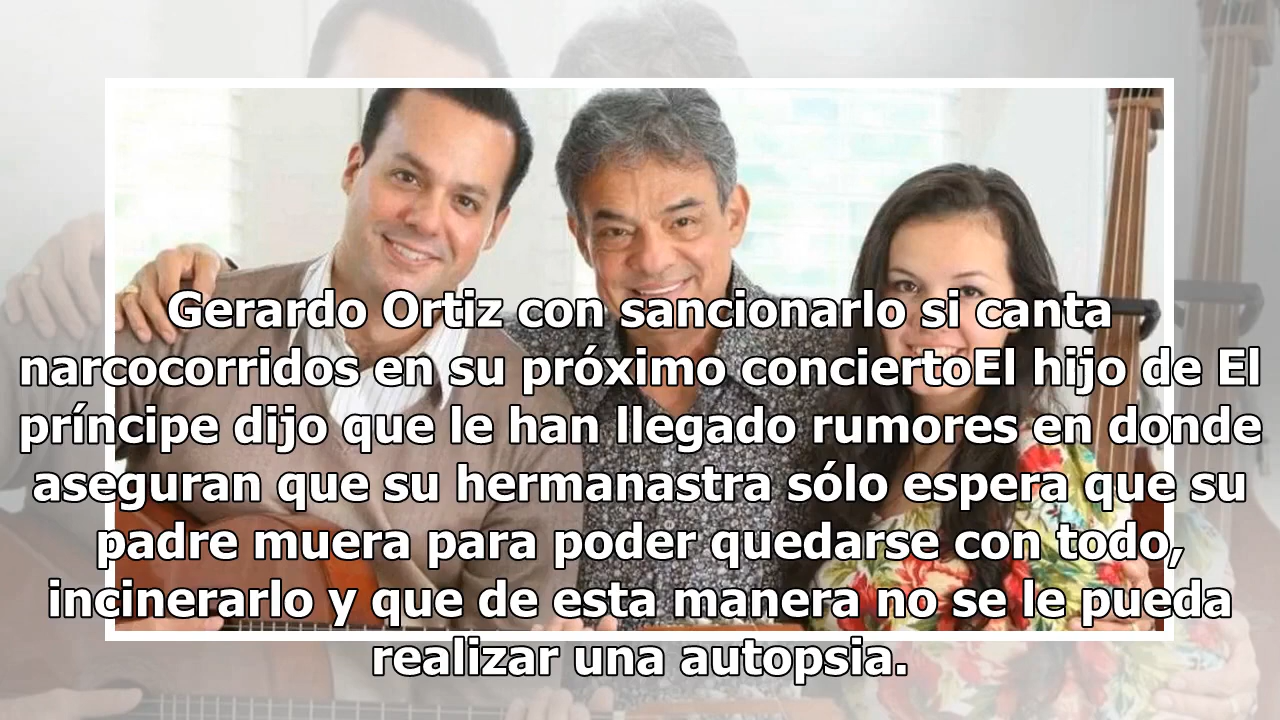 Gerardo Ortiz con sancionarlo si canta
narcocorridos en su próximo conciertoEl hijo de El
príncipe dijo que le han llegado rumores en donde
aseguran que su hermanastra sólo espera que su
padre muera para poder quedarse con todo,
incinerarlo y que de esta manera no se le pueda
realizar una autopsia.